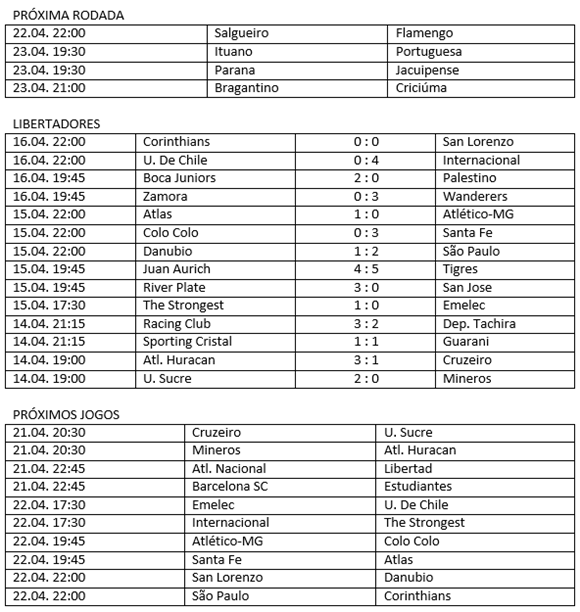 PRÓXIMA RODADA
22.04. 22:00 Salgueiro Flamengo
23.04. 19:30 Ituano Portuguesa
23.04. 19:30 Parana Jacuipense
23.04. 21:00 Bragantino Criciúma
LIBERTADORES
16.04. 22:00 Corinthians 0 : 0 San Lorenzo
16.04. 22:00 U. De Chile 0 : 4 Internacional
16.04. 19:45 Boca Juniors 2 : 0 Palestino
16.04. 19:45 Zamora 0 : 3 Wanderers
15.04. 22:00 Atlas 1 : 0 Atlético-MG
15.04. 22:00 Colo Colo 0 : 3 Santa Fe
15.04. 22:00 Danubio 1 : 2 São Paulo
15.04. 19:45 Juan Aurich 4 : 5 Tigres
15.04. 19:45 River Plate 3 : 0 San Jose
15.04. 17:30 The Strongest 1 : 0 Emelec
14.04. 21:15 Racing Club 3 : 2 Dep. Tachira
14.04. 21:15 Sporting Cristal 1 : 1 Guarani
14.04. 19:00 Atl. Huracan 3 : 1 Cruzeiro
14.04. 19:00 U. Sucre 2 : 0 Mineros
PRÓXIMOS JOGOS
21.04. 20:30 Cruzeiro U. Sucre
21.04. 20:30 Mineros Atl. Huracan
21.04. 22:45 Atl. Nacional Libertad
21.04. 22:45 Barcelona SC Estudiantes
22.04. 17:30 Emelec U. De Chile
22.04. 17:30 Internacional The Strongest
22.04. 19:45 Atlético-MG Colo Colo
22.04. 19:45 Santa Fe Atlas
22.04. 22:00 San Lorenzo Danubio
22.04. 22:00 São Paulo Corinthians